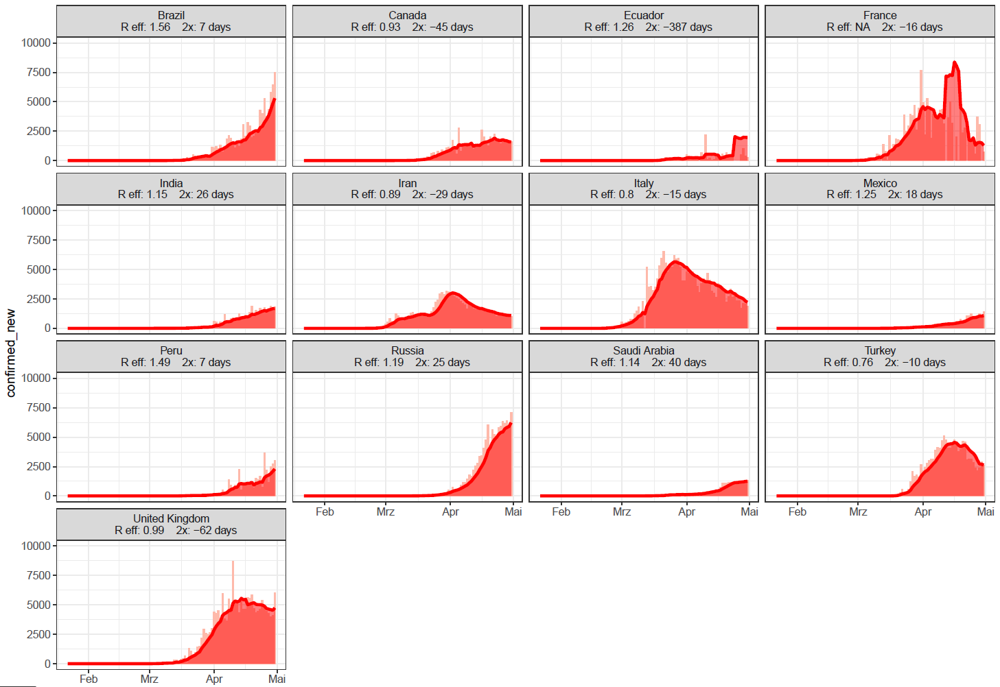 Brazil
R eff: 1.56 2x: 7 days
Canada
R eff: 0.93 2x: −45 days
Ecuador
R eff: 1.26 2x: −387 days
France
R eff: NA 2x: −16 days
10000
7500
5000
2500
0
India
R eff: 1.15 2x: 26 days
Iran
R eff: 0.89 2x: −29 days
Italy
R eff: 0.8 2x: −15 days
Mexico
R eff: 1.25 2x: 18 days
10000
7500
5000
2500
0
confirmed_new
Peru
R eff: 1.49 2x: 7 days
Russia
R eff: 1.19 2x: 25 days
Saudi Arabia
R eff: 1.14 2x: 40 days
Turkey
R eff: 0.76 2x: −10 days
10000
7500
5000
2500
0
Feb Mrz Apr Mai
Feb Mrz Apr Mai
Feb Mrz Apr Mai
United Kingdom
R eff: 0.99 2x: −62 days
10000
7500
5000
2500
0
Feb Mrz Apr Mai